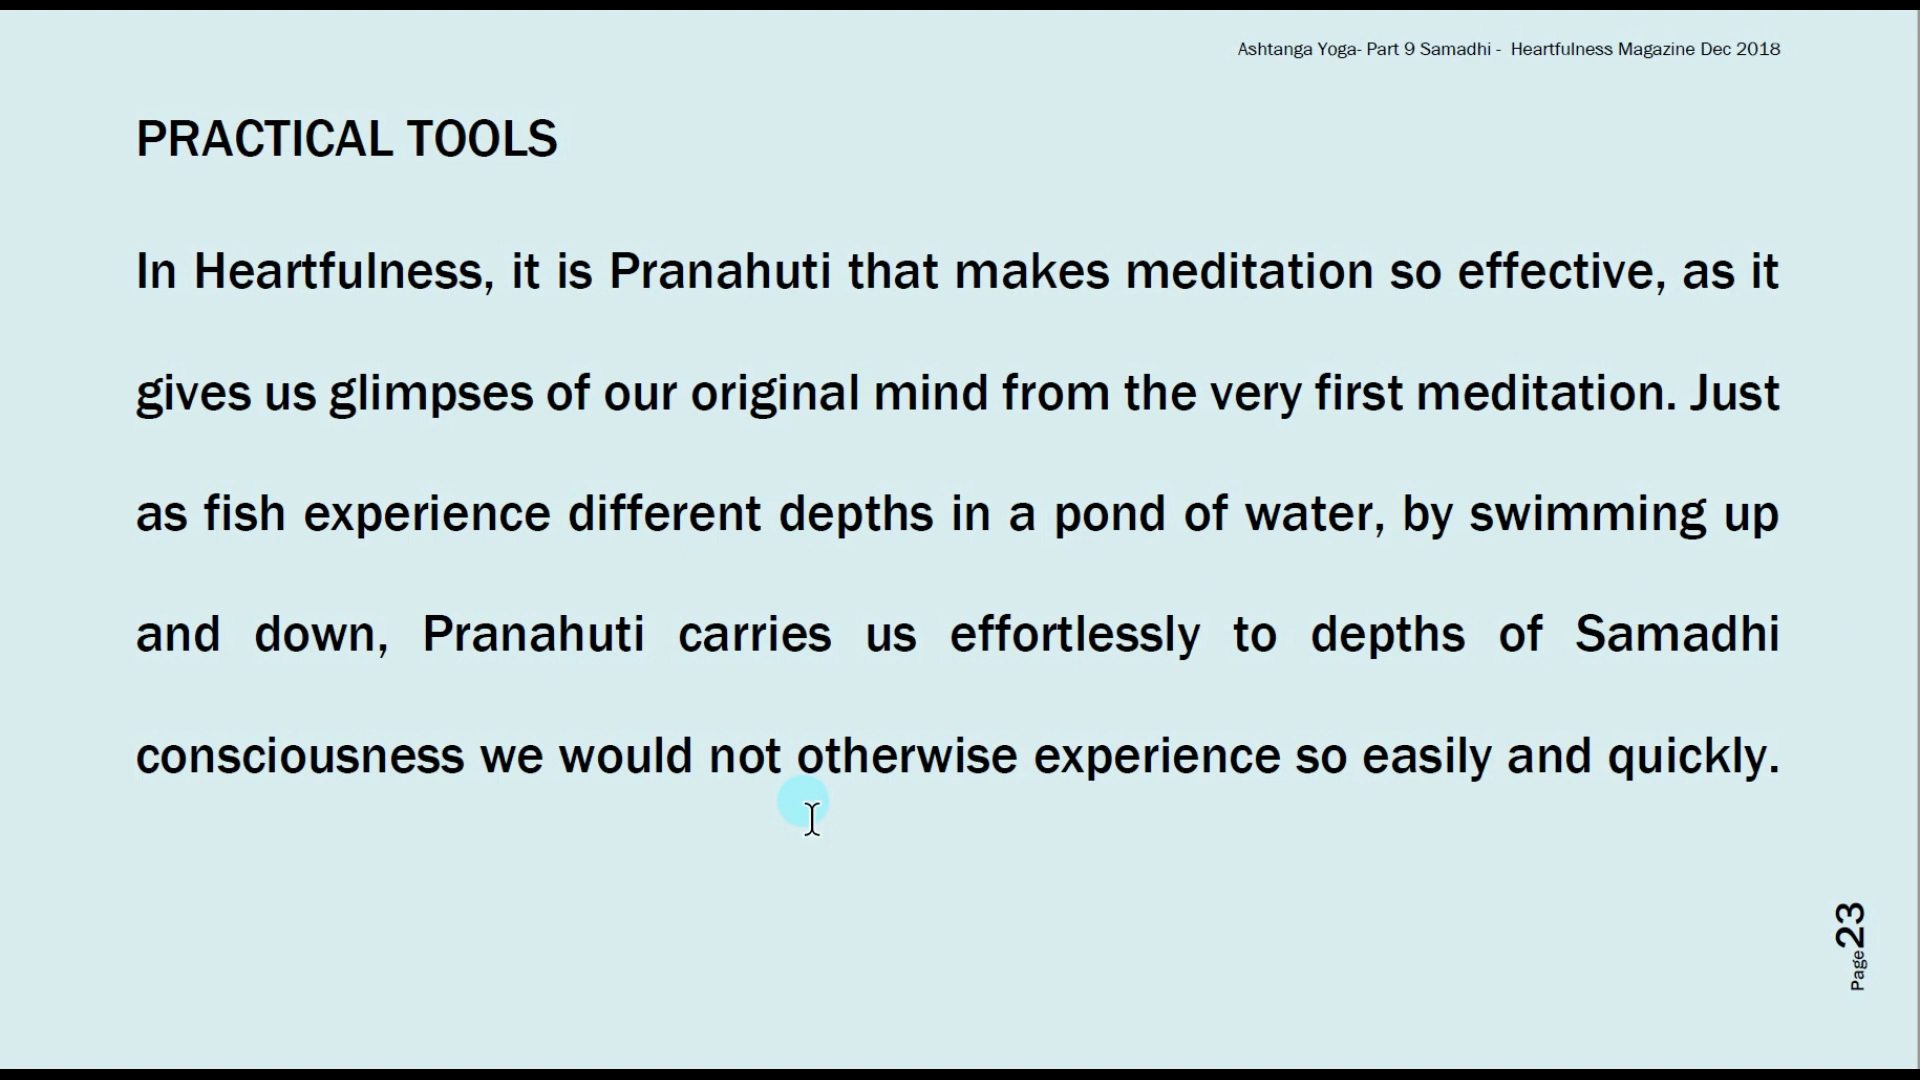 Ashtanga Yoga- Part 9 Samadhi - Heartfulness Magazine Dec 2018
PRACTICAL TOOLS
In Heartfulness, it is Pranahuti that makes meditation so effective, as it
gives us glimpses of our original mind from the very first meditation. Just
as fish experience different depths in a pond of water, by swimming up
and down, Pranahuti carries us effortlessly to depths of Samadhi
consciousness we would not otherwise experience so easily and quickly.
Page23